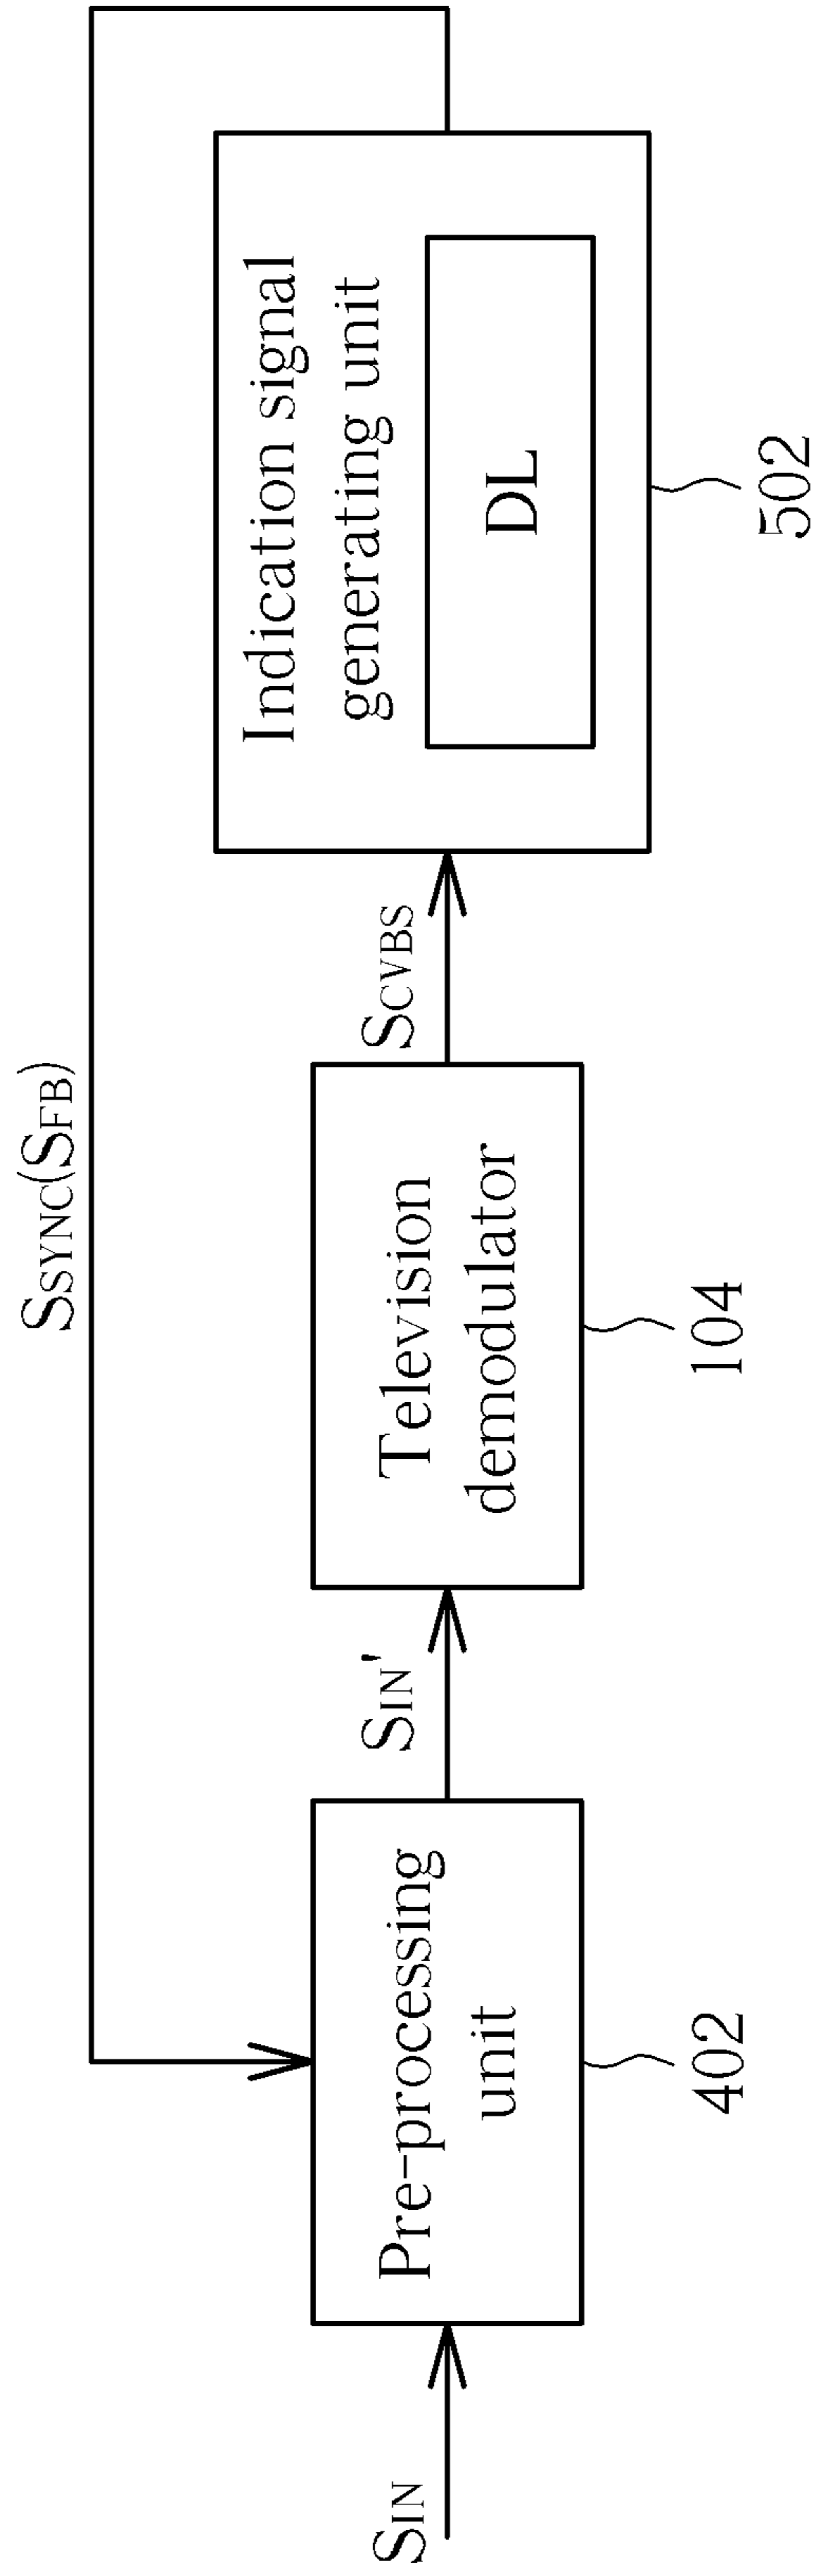 SSYNC(SFB)
SIN
Pre-processing
unit
402
SIN'
Television
demodulator
104
SCVBS
Indication signal
generating unit
DL
502